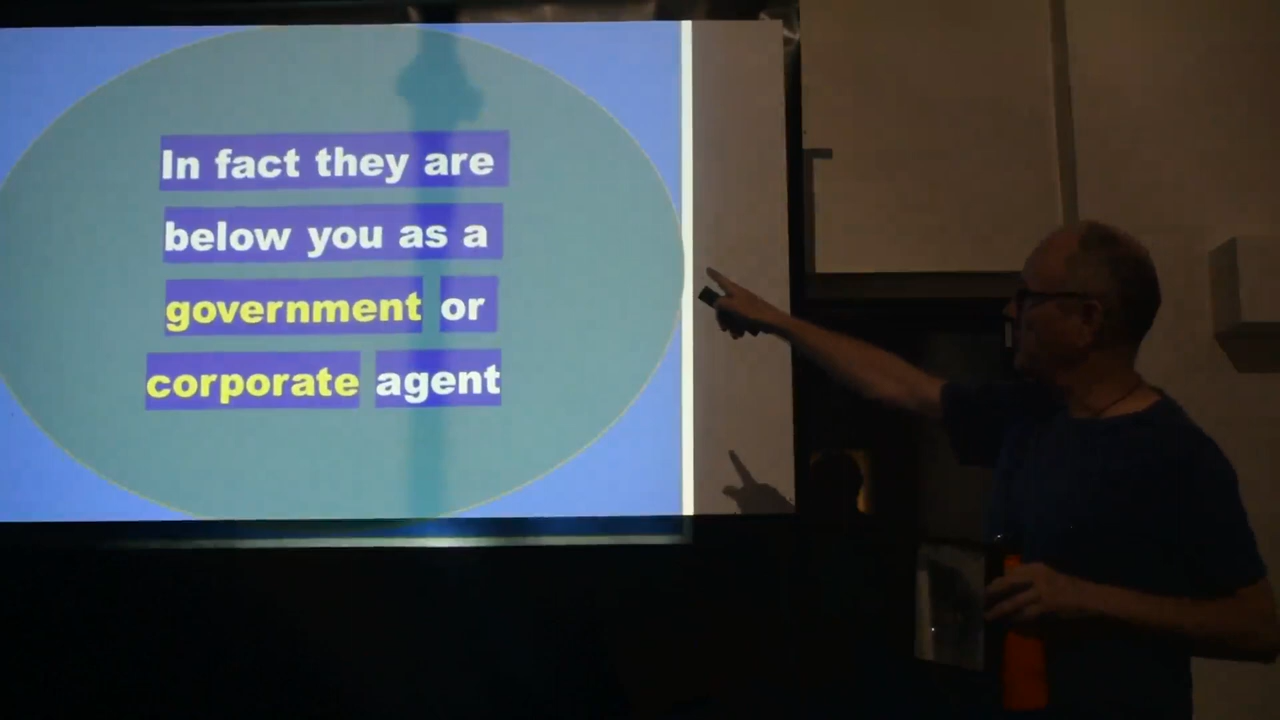 In fact they are
below you as a
government or
corporate agent